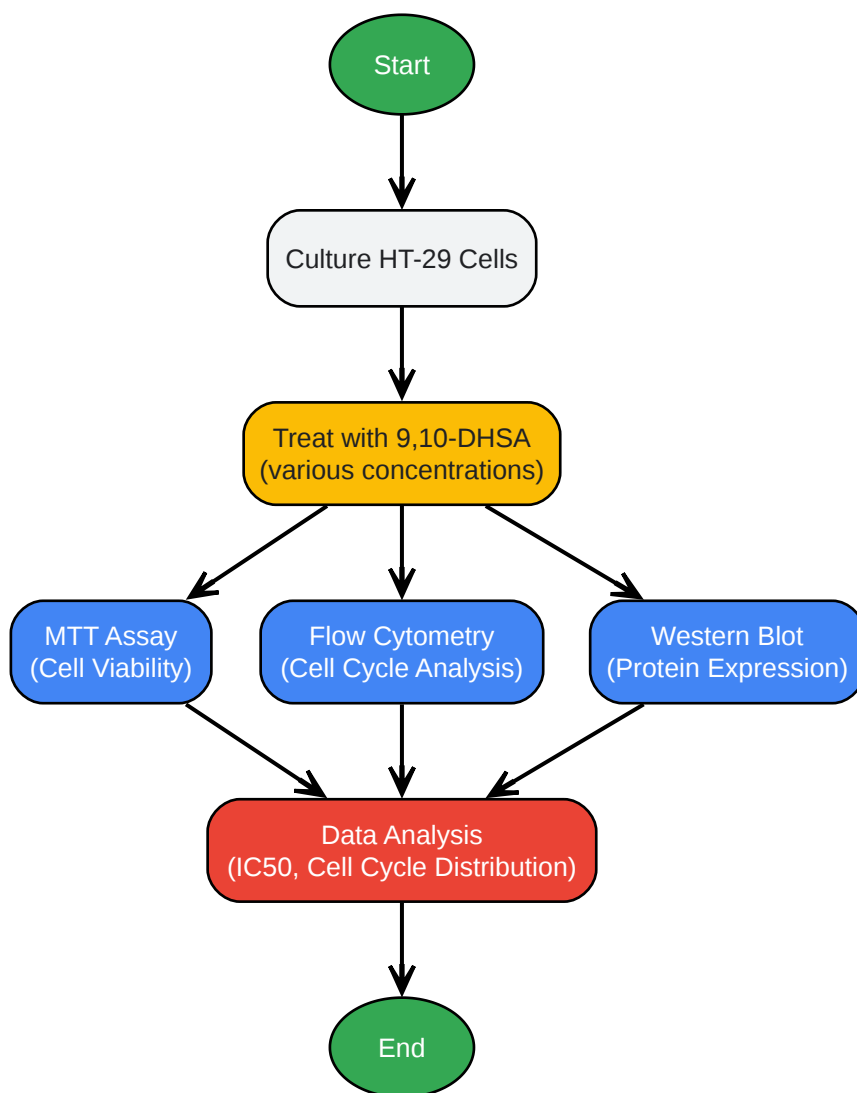 Start
Culture HT-29 Cells
Treat with 9,10-DHSA
(various concentrations)
MTT Assay
(Cell Viability)
Flow Cytometry
(Cell Cycle Analysis)
Western Blot
(Protein Expression)
Data Analysis
(IC50, Cell Cycle Distribution)
End